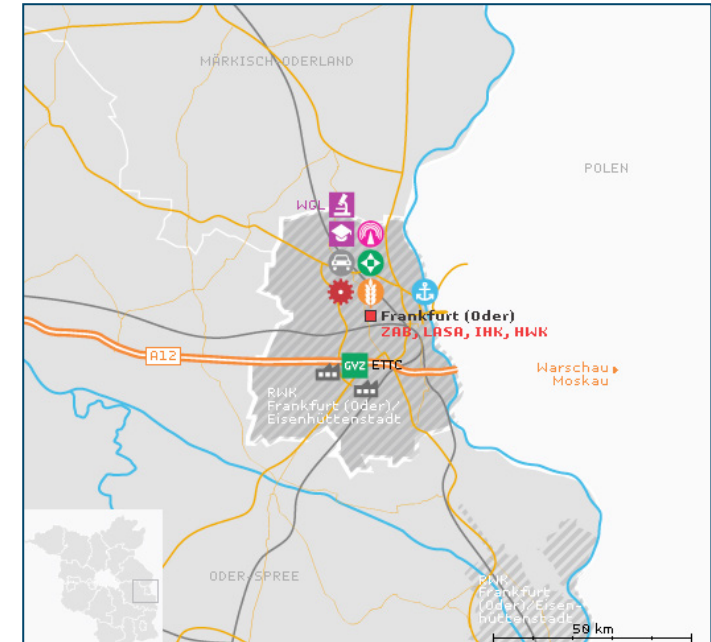 MÄRKISCH-ODERLAND
POLEN
WGL
Frankfurt (Oder)
ZAB, LASA, IHK, HWK
A12
GVZ ETTC
Warschau
Moskau
RWK
Frankfurt (Oder)/
Eisenhüttenstadt
ODER-SPREE
RWK
Frankfurt
(Oder)/Eisen-
hüttenstadt
50 km